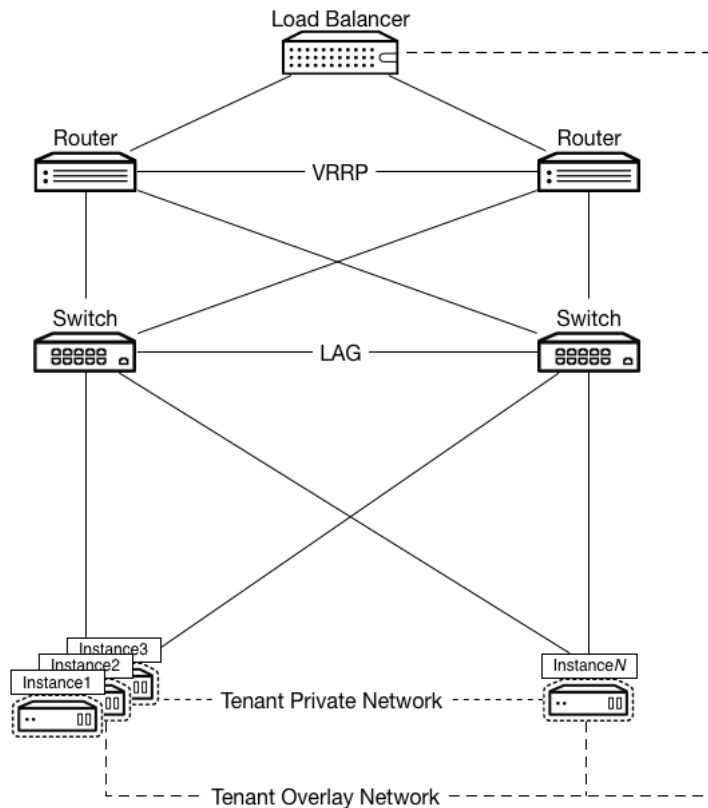 Load Balancer
Router
Router
VRRP
Switch
Switch
LAG
Instance3
Instance2
Instance1
InstanceN
Tenant Private Network
Tenant Overlay Network